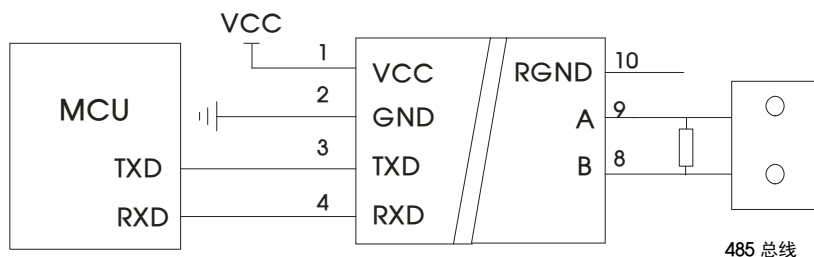 VCC
1
VCC
RGND
10
MCU
2
GND
A
9
3
TXD
TXD
B
8
4
RXD
RXD
485 总线